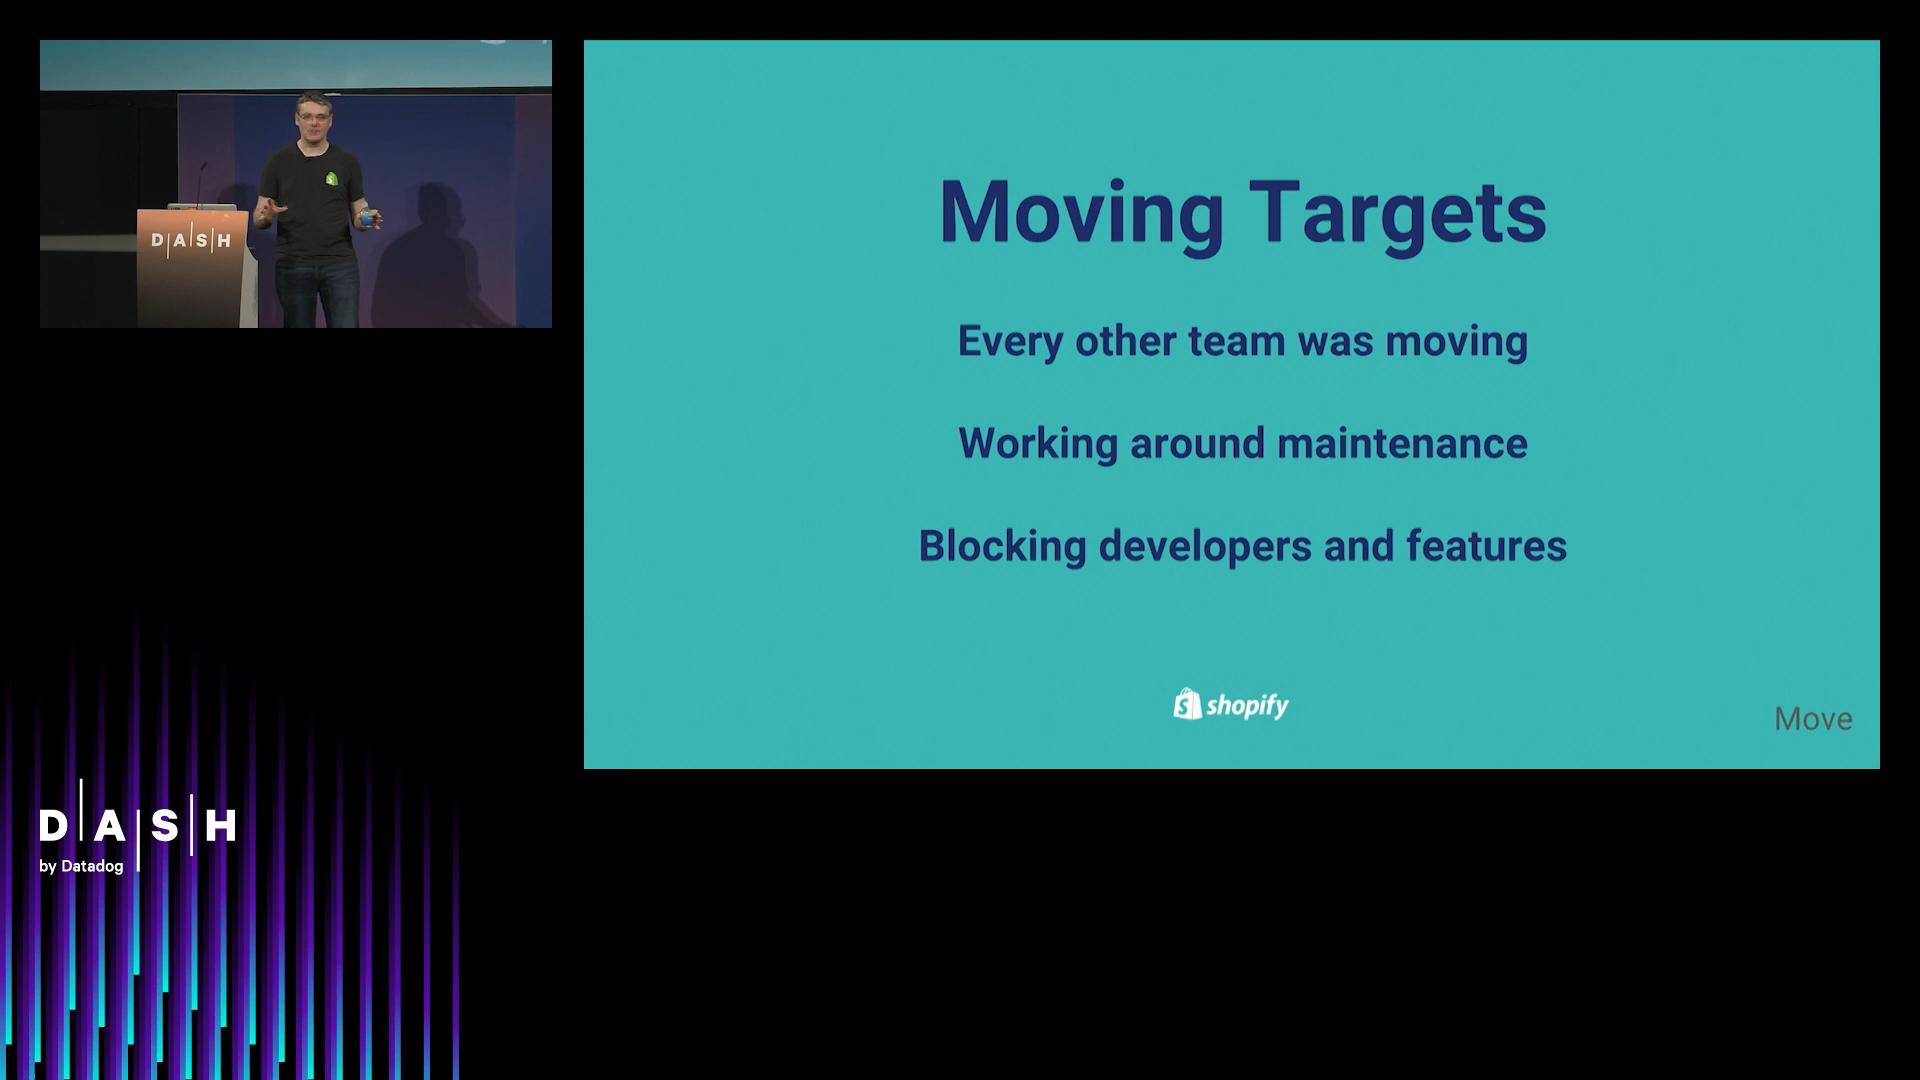 D|A|S|H
Moving Targets
Every other team was moving
Working around maintenance
Blocking developers and features
shopify
Move
D|A|S|H
by Datadog